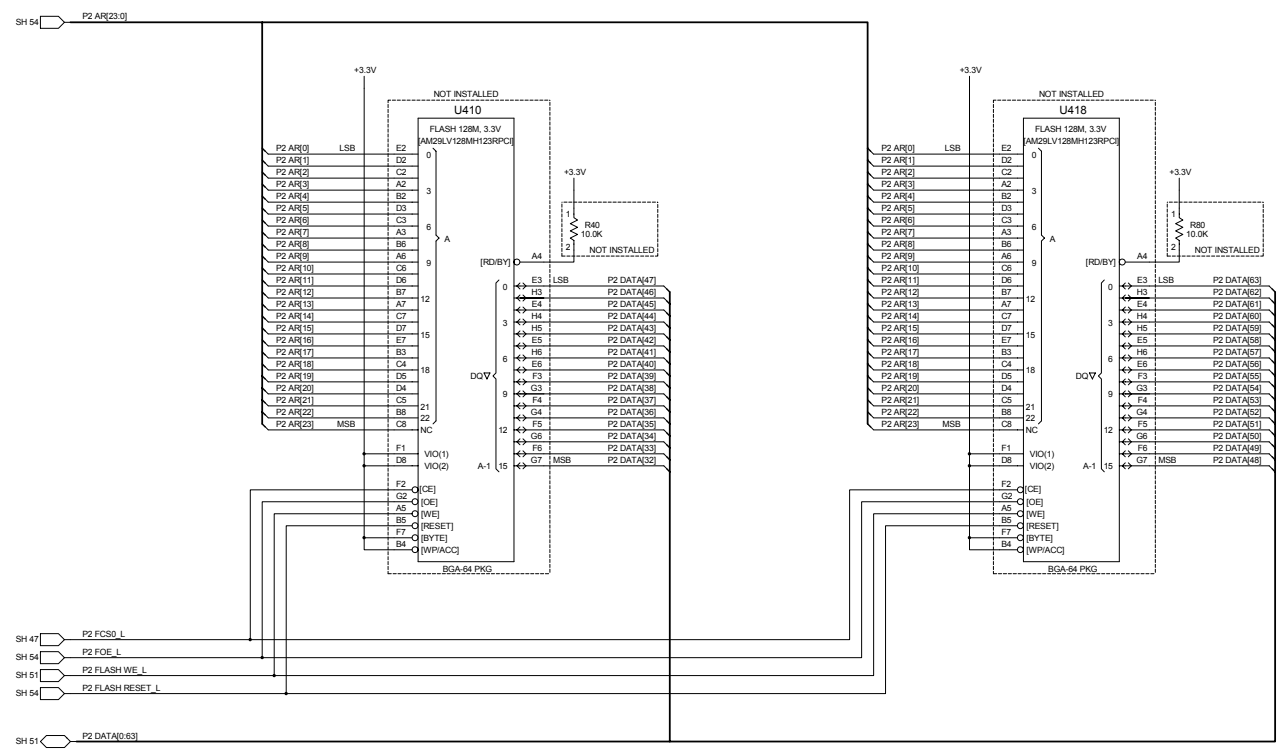 SH 54 P2 AR[23:0]
+3.3V
NOT INSTALLED
U410
FLASH 128M, 3.3V
[AM29LV128MH123RPCI]
P2 AR[0] LSB E2 0
P2 AR[1] D2
P2 AR[2] C2
P2 AR[3] A2 3
P2 AR[4] B2
P2 AR[5] D3
P2 AR[6] C3 6
P2 AR[7] A3 A
P2 AR[8] B6
P2 AR[9] A6 9
P2 AR[10] C6
P2 AR[11] D6
P2 AR[12] B7 12
P2 AR[13] A7
P2 AR[14] C7
P2 AR[15] D7 15
P2 AR[16] E7
P2 AR[17] B3
P2 AR[18] C4 18
P2 AR[19] D5
P2 AR[20] D4
P2 AR[21] C5 21
P2 AR[22] B8 22
P2 AR[23] MSB C8 NC
F1 VIO(1)
D8 VIO(2)
F2 [CE]
G2 [OE]
A5 [WE]
B5 [RESET]
F7 [BYTE]
B4 [WP/ACC]
BGA-64 PKG
+3.3V
1
R40
10.0K
2
NOT INSTALLED
[RD/BY] A4
0 E3 LSB P2 DATA[47]
H3 P2 DATA[46]
E4 P2 DATA[45]
3 H4 P2 DATA[44]
H5 P2 DATA[43]
E5 P2 DATA[42]
6 H6 P2 DATA[41]
E6 P2 DATA[40]
DQ F3 P2 DATA[39]
9 G3 P2 DATA[38]
F4 P2 DATA[37]
G4 P2 DATA[36]
12 F5 P2 DATA[35]
G6 P2 DATA[34]
F6 P2 DATA[33]
A-1 15 G7 MSB P2 DATA[32]
+3.3V
NOT INSTALLED
U418
FLASH 128M, 3.3V
[AM29LV128MH123RPCI]
P2 AR[0] LSB E2 0
P2 AR[1] D2
P2 AR[2] C2
P2 AR[3] A2 3
P2 AR[4] B2
P2 AR[5] D3
P2 AR[6] C3 6
P2 AR[7] A3 A
P2 AR[8] B6
P2 AR[9] A6 9
P2 AR[10] C6
P2 AR[11] D6
P2 AR[12] B7 12
P2 AR[13] A7
P2 AR[14] C7
P2 AR[15] D7 15
P2 AR[16] E7
P2 AR[17] B3
P2 AR[18] C4 18
P2 AR[19] D5
P2 AR[20] D4
P2 AR[21] C5 21
P2 AR[22] B8 22
P2 AR[23] MSB C8 NC
F1 VIO(1)
D8 VIO(2)
F2 [CE]
G2 [OE]
A5 [WE]
B5 [RESET]
F7 [BYTE]
B4 [WP/ACC]
BGA-64 PKG
+3.3V
1
R80
10.0K
2
NOT INSTALLED
[RD/BY] A4
0 E3 LSB P2 DATA[63]
H3 P2 DATA[62]
E4 P2 DATA[61]
3 H4 P2 DATA[60]
H5 P2 DATA[59]
E5 P2 DATA[58]
6 H6 P2 DATA[57]
E6 P2 DATA[56]
DQ F3 P2 DATA[55]
9 G3 P2 DATA[54]
F4 P2 DATA[53]
G4 P2 DATA[52]
12 F5 P2 DATA[51]
G6 P2 DATA[50]
F6 P2 DATA[49]
A-1 15 G7 MSB P2 DATA[48]
SH 47 P2 FCS0_L
SH 54 P2 FOE_L
SH 51 P2 FLASH WE_L
SH 54 P2 FLASH RESET_L
SH 51 P2 DATA[0:63]